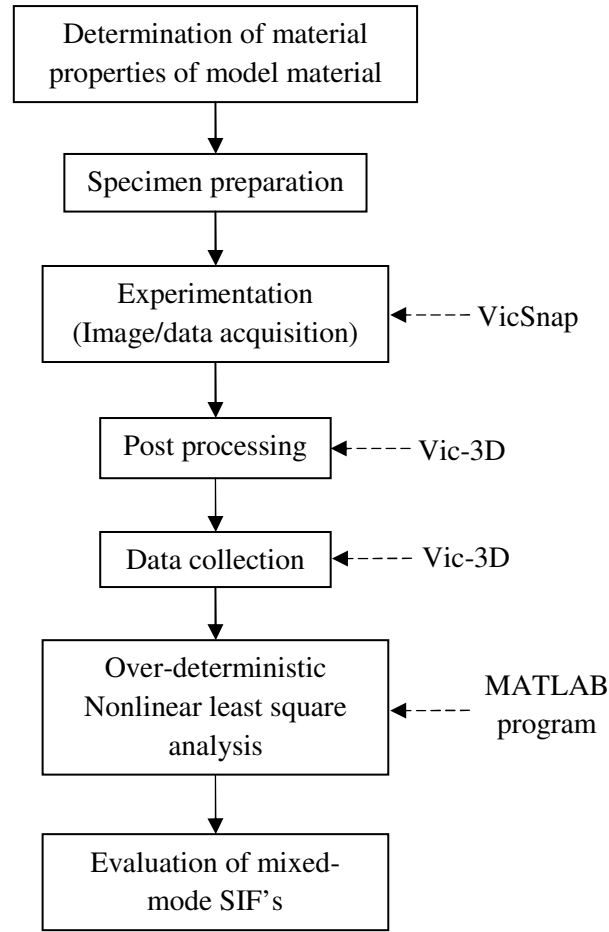 Determination of material
properties of model material
Specimen preparation
Experimentation
(Image/data acquisition)
VicSnap
Post processing
Vic-3D
Data collection
Vic-3D
Over-deterministic
Nonlinear least square
analysis
MATLAB
program
Evaluation of mixed-
mode SIF’s